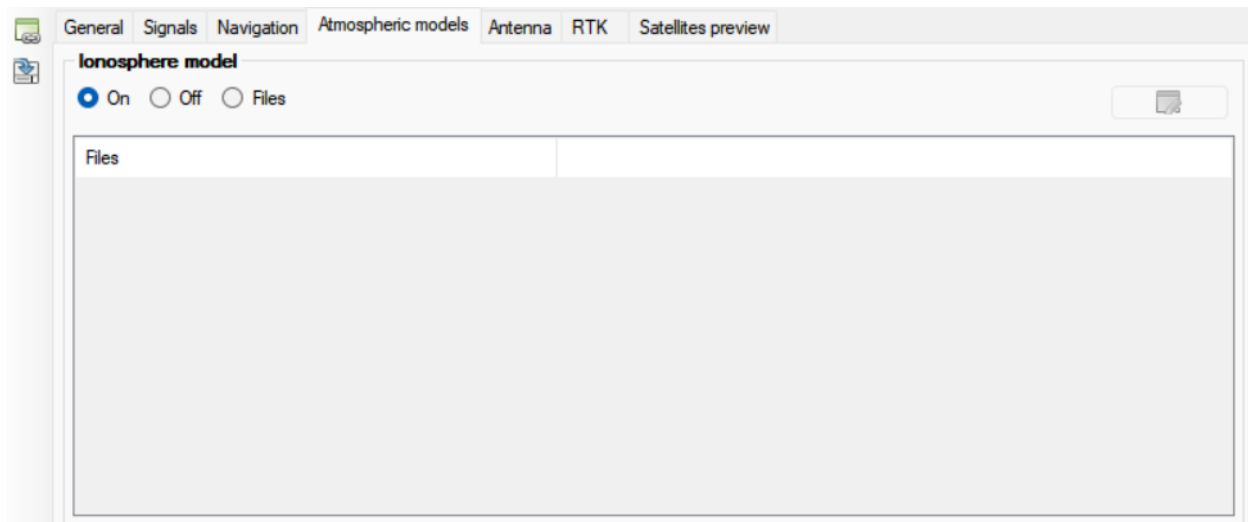 General Signals Navigation Atmospheric models Antenna RTK Satellites preview
Ionosphere model
On Off Files
Files